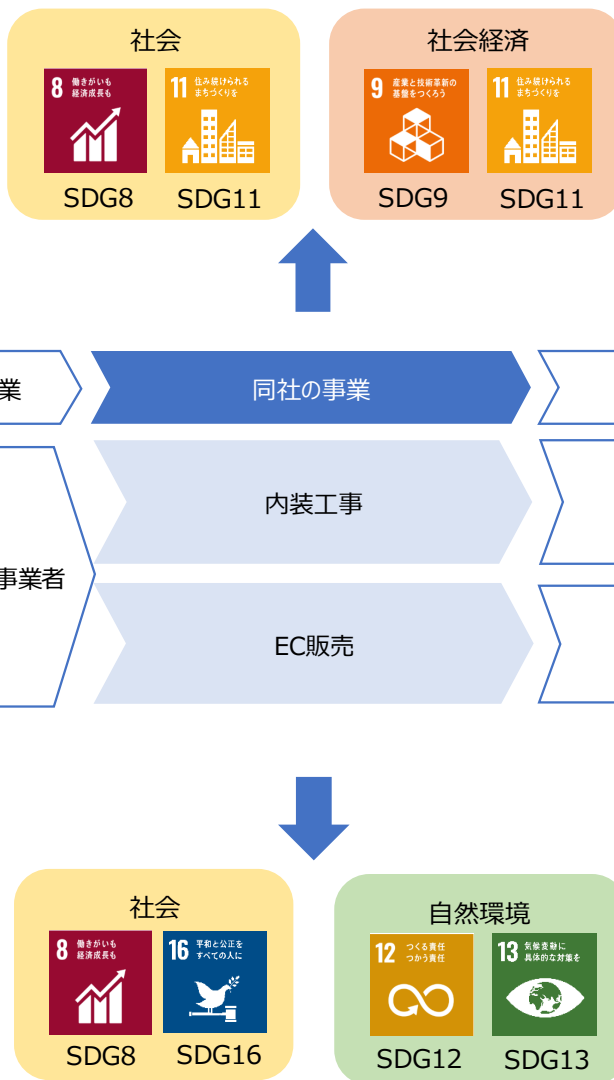 社会
社会経済
8 働きがいも
経済成長も
11 住み続けられる
まちづくりを
9 産業と技術革新の
基盤をつくろう
11 住み続けられる
まちづくりを
SDG8
SDG11
SDG9
SDG11
業
同社の事業
内装工事
事業者
EC販売
社会
自然環境
8 働きがいも
経済成長も
16 平和と公正を
すべての人に
12 つくる責任
つかう責任
13 気候変動に
具体的な対策を
SDG8
SDG16
SDG12
SDG13